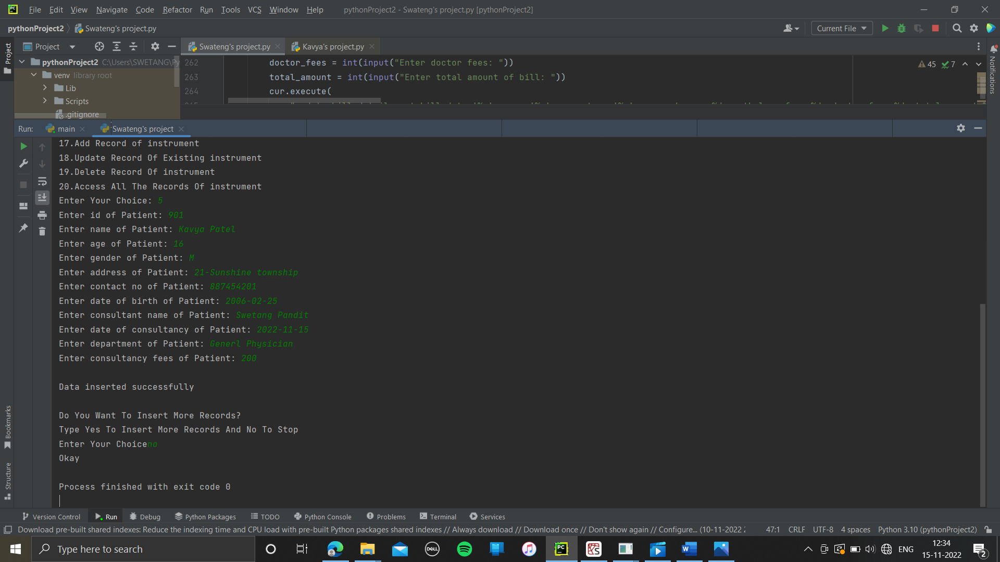 PC File Edit View Navigate Code Refactor Run Tools VCS Window Help pythonProject2 - Swateng's project.py [pythonProject2]
pythonProject2 Swateng's project.py Current File
Project Swateng's project.py Kavya's project.py
Project
pythonProject2 C:\Users\SWETANG\Py
venv library root
Lib
Scripts
.gitignore
262 doctor_fees = int(input("Enter doctor fees: "))
263 total_amount = int(input("Enter total amount of bill: "))
264 cur.execute(
45 7
Notifications
Run: main Swateng's project
17.Add Record of instrument
18.Update Record Of Existing instrument
19.Delete Record Of instrument
20.Access All The Records Of instrument
Enter Your Choice: 5
Enter id of Patient: 901
Enter name of Patient: Kavya Patel
Enter age of Patient: 16
Enter gender of Patient: M
Enter address of Patient: 21-Sunshine township
Enter contact no of Patient: 887454201
Enter date of birth of Patient: 2006-02-25
Enter consultant name of Patient: Swetang Pandit
Enter date of consultancy of Patient: 2022-11-15
Enter department of Patient: Generl Physician
Enter consultancy fees of Patient: 200
Data inserted successfully
Do You Want To Insert More Records?
Type Yes To Insert More Records And No To Stop
Enter Your Choiceno
Okay
Process finished with exit code 0
Bookmarks
Structure
Version Control Run Debug Python Packages TODO Python Console Problems Terminal Services
Download pre-built shared indexes: Reduce the indexing time and CPU load with pre-built Python packages shared indexes // Always download // Download once // Don't show again // Configure... (10-11-2022 47:1 CRLF UTF-8 4 spaces Python 3.10 (pythonProject2)
Type here to search DELL PC W ENG 12:34
15-11-2022 2